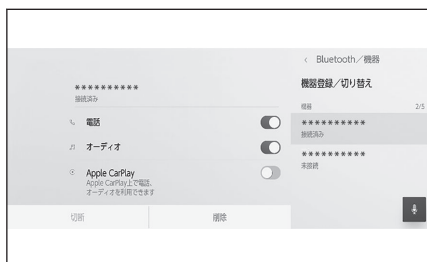 ＊＊＊＊＊＊＊＊＊＊
接続済み
電話
オーディオ
Apple CarPlay
Apple CarPlay上で電話、
オーディオを利用できます
切断
削除
< Bluetooth／機器
機器登録／切り替え
機器 2/5
＊＊＊＊＊＊＊＊＊＊
接続済み
＊＊＊＊＊＊＊＊＊＊
未接続